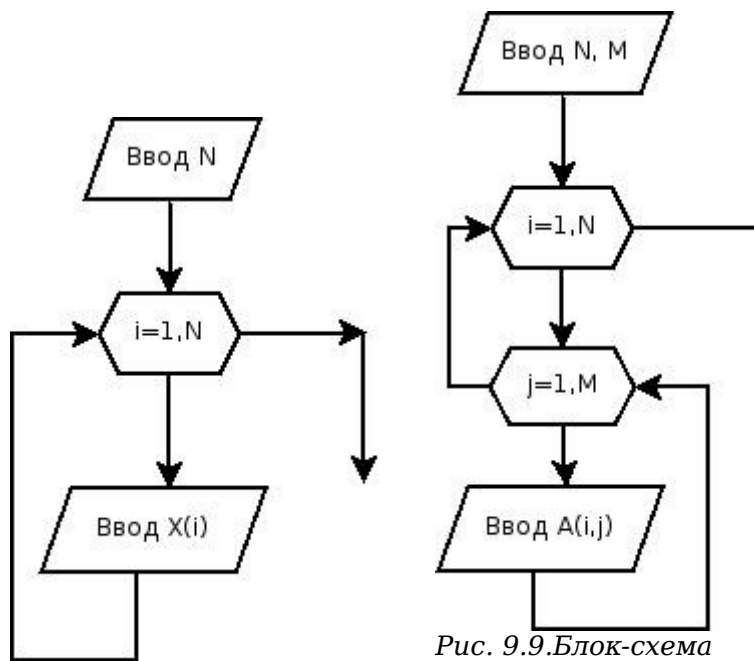 Ввод N
i=1,N
Ввод X(i)
Ввод N, M
i=1,N
j=1,M
Ввод A(i,j)
Рис. 9.9.Блок-схема